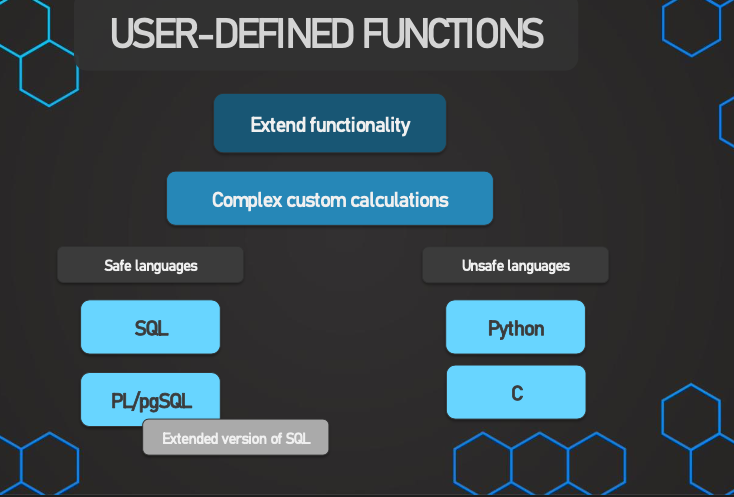 USER-DEFINED FUNCTIONS
Extend functionality
Complex custom calculations
Safe languages
Unsafe languages
SQL
Python
PL/pgSQL
C
Extended version of SQL